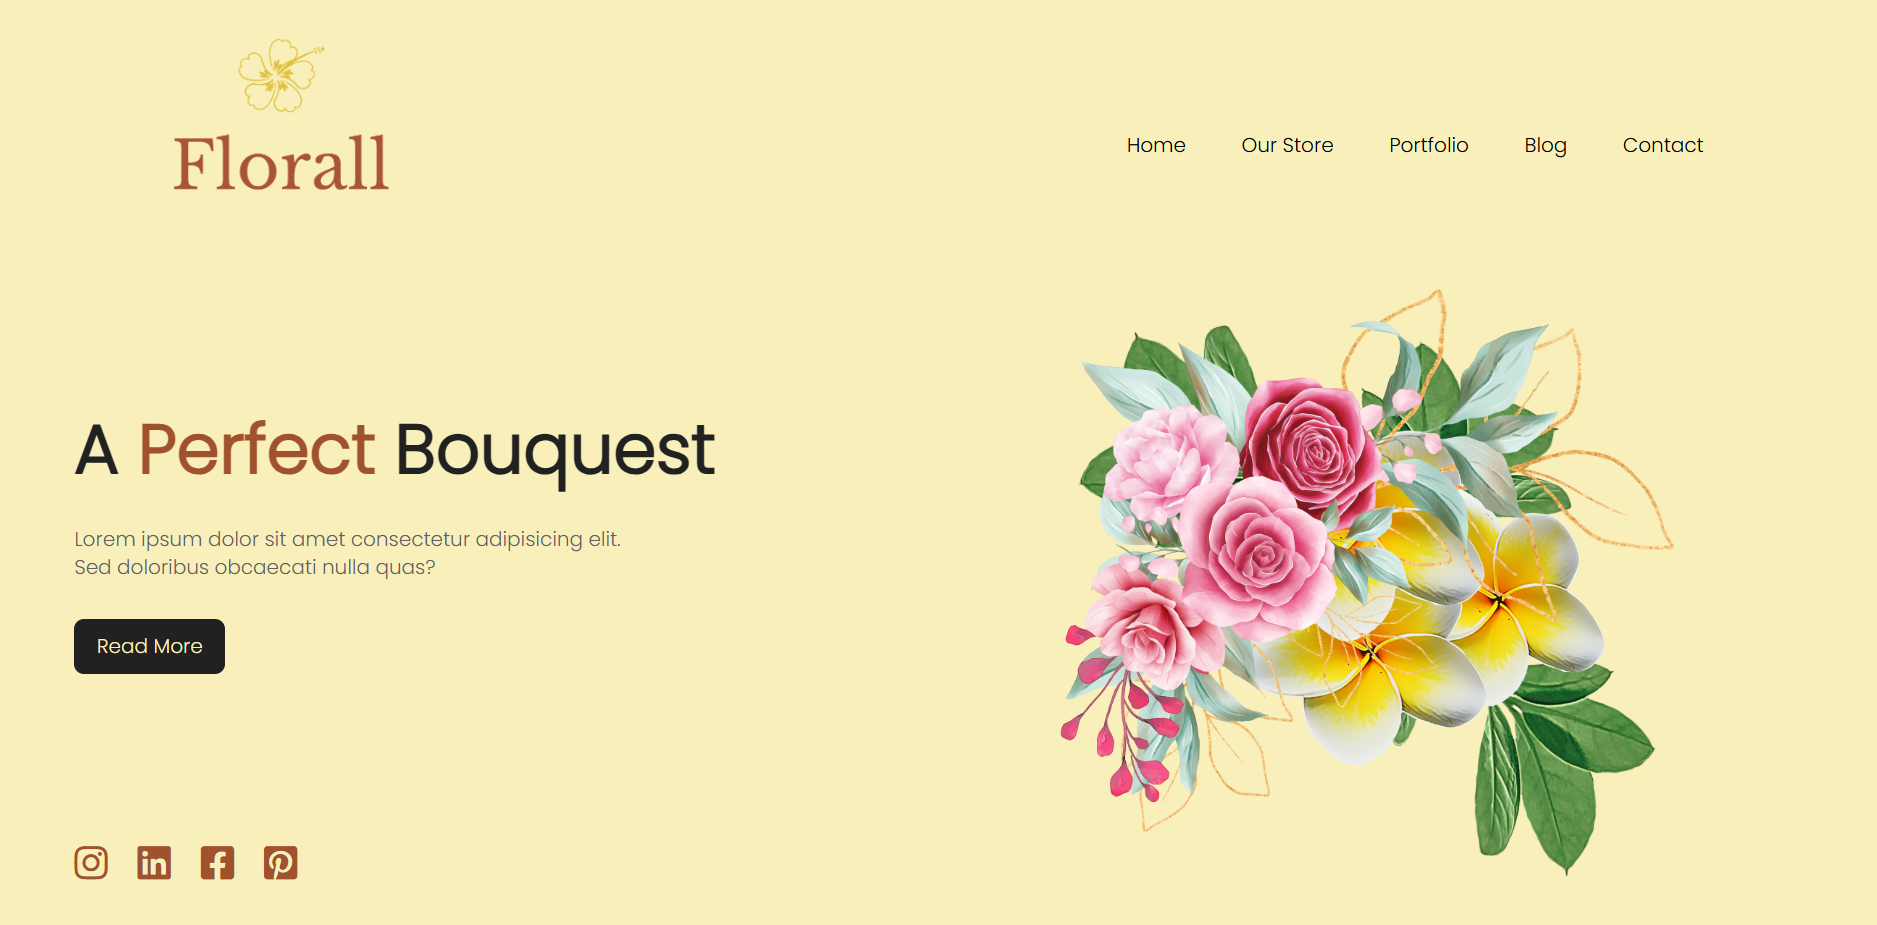 Florall
Home Our Store Portfolio Blog Contact
A Perfect Bouquest
Lorem ipsum dolor sit amet consectetur adipisicing elit.
Sed doloribus obcaecati nulla quas?
Read More